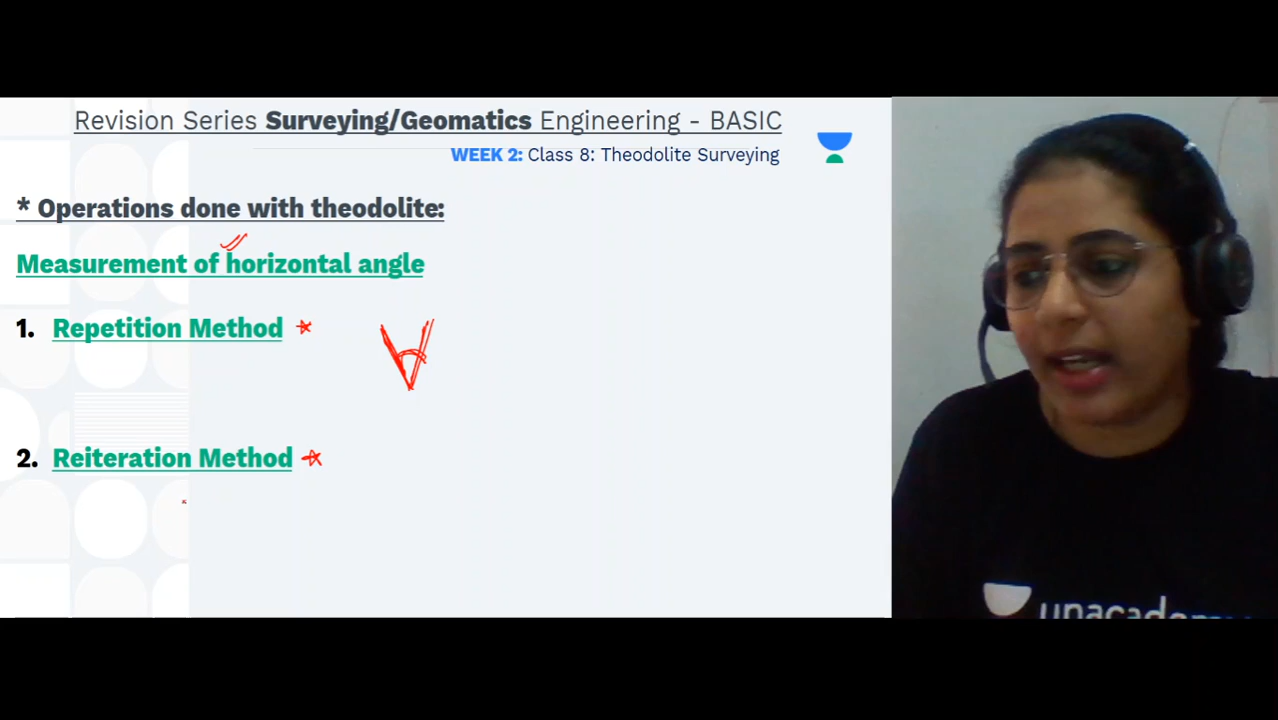 Revision Series Surveying/Geomatics Engineering - BASIC
WEEK 2: Class 8: Theodolite Surveying
* Operations done with theodolite:
Measurement of horizontal angle
1. Repetition Method
2. Reiteration Method
unacademy